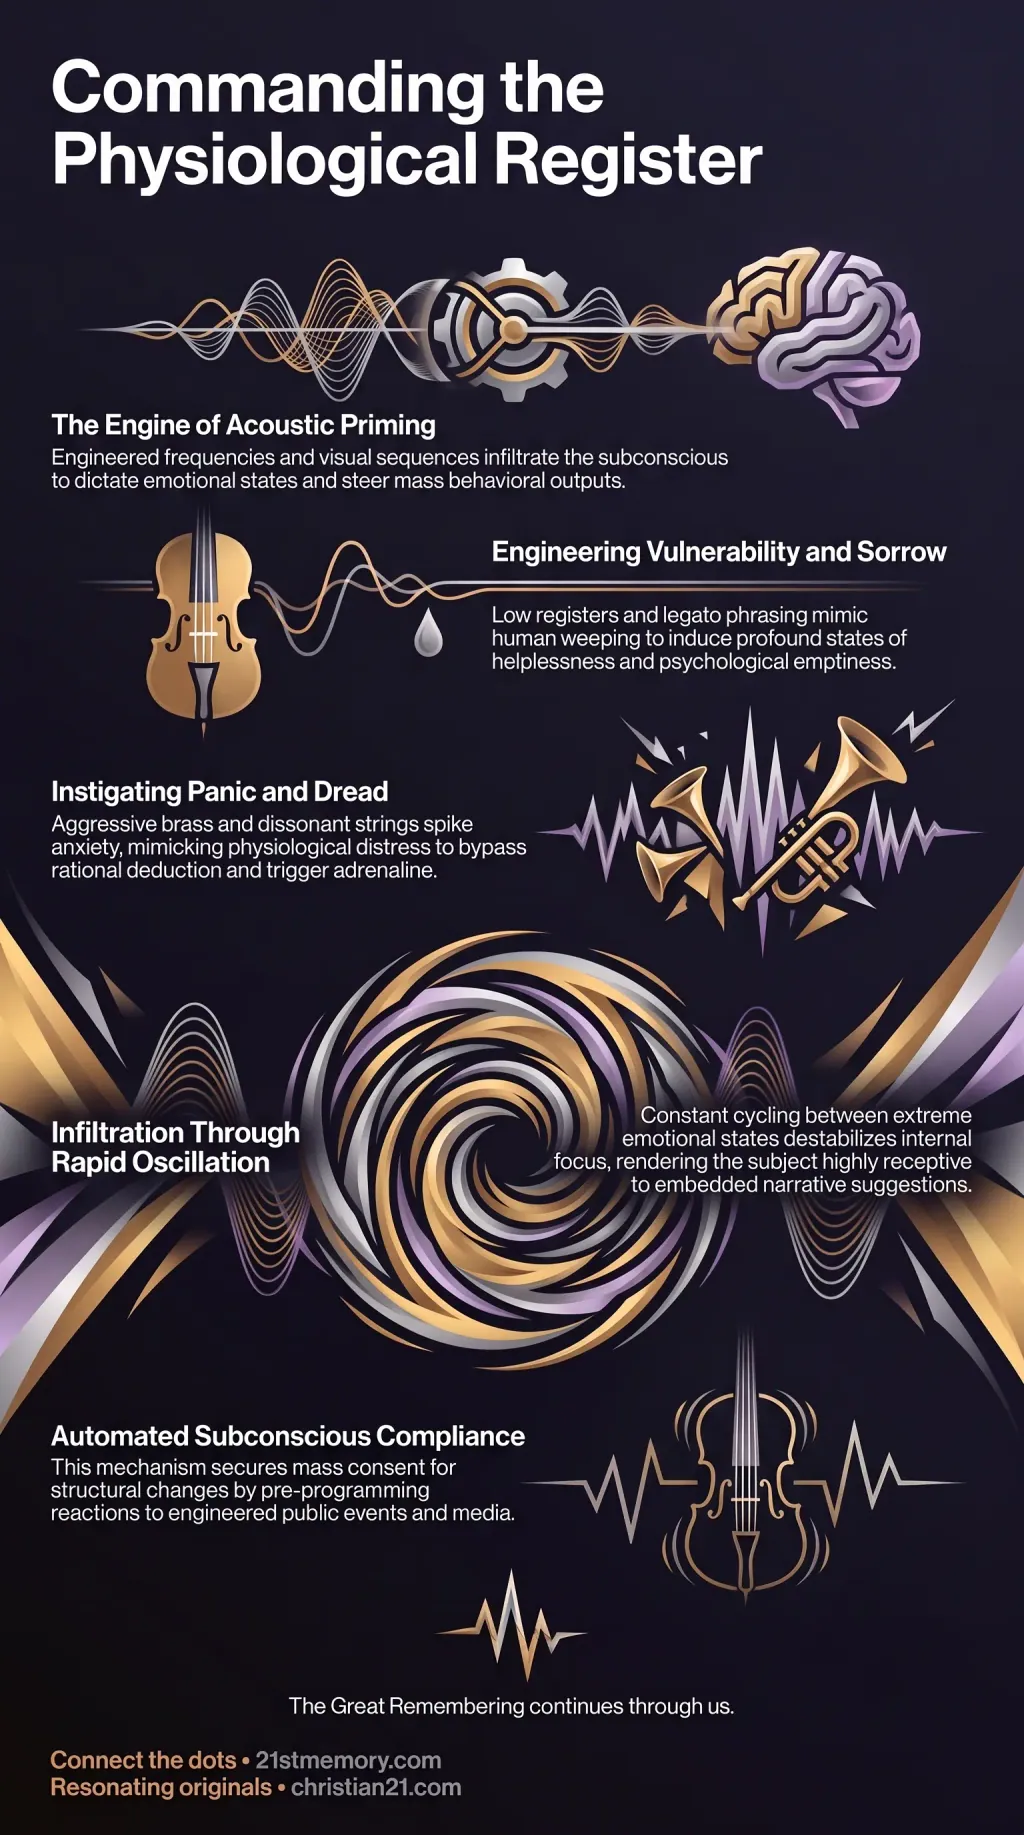 Commanding the
Physiological Register
The Engine of Acoustic Priming
Engineered frequencies and visual sequences infiltrate the subconscious
to dictate emotional states and steer mass behavioral outputs.
Engineering Vulnerability and Sorrow
Low registers and legato phrasing mimic
human weeping to induce profound states of
helplessness and psychological emptiness.
Instigating Panic and Dread
Aggressive brass and dissonant strings spike
anxiety, mimicking physiological distress to bypass
rational deduction and trigger adrenaline.
Infiltration Through
Rapid Oscillation
Constant cycling between extreme
emotional states destabilizes internal
focus, rendering the subject highly receptive
to embedded narrative suggestions.
Automated Subconscious Compliance
This mechanism secures mass consent for
structural changes by pre-programming
reactions to engineered public events and media.
The Great Remembering continues through us.
Connect the dots • 21stmemory.com
Resonating originals • christian21.com